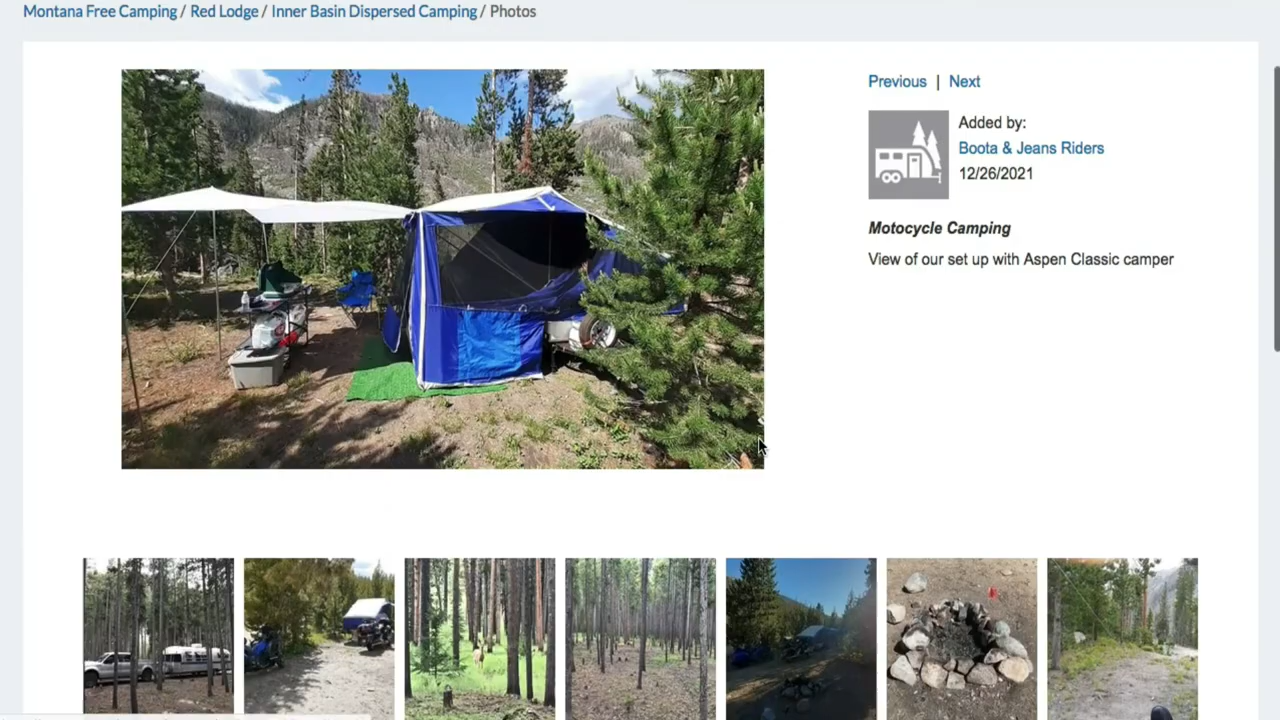 Montana Free Camping / Red Lodge / Inner Basin Dispersed Camping / Photos
Previous | Next
Added by:
Boota & Jeans Riders
12/26/2021
Motocycle Camping
View of our set up with Aspen Classic camper